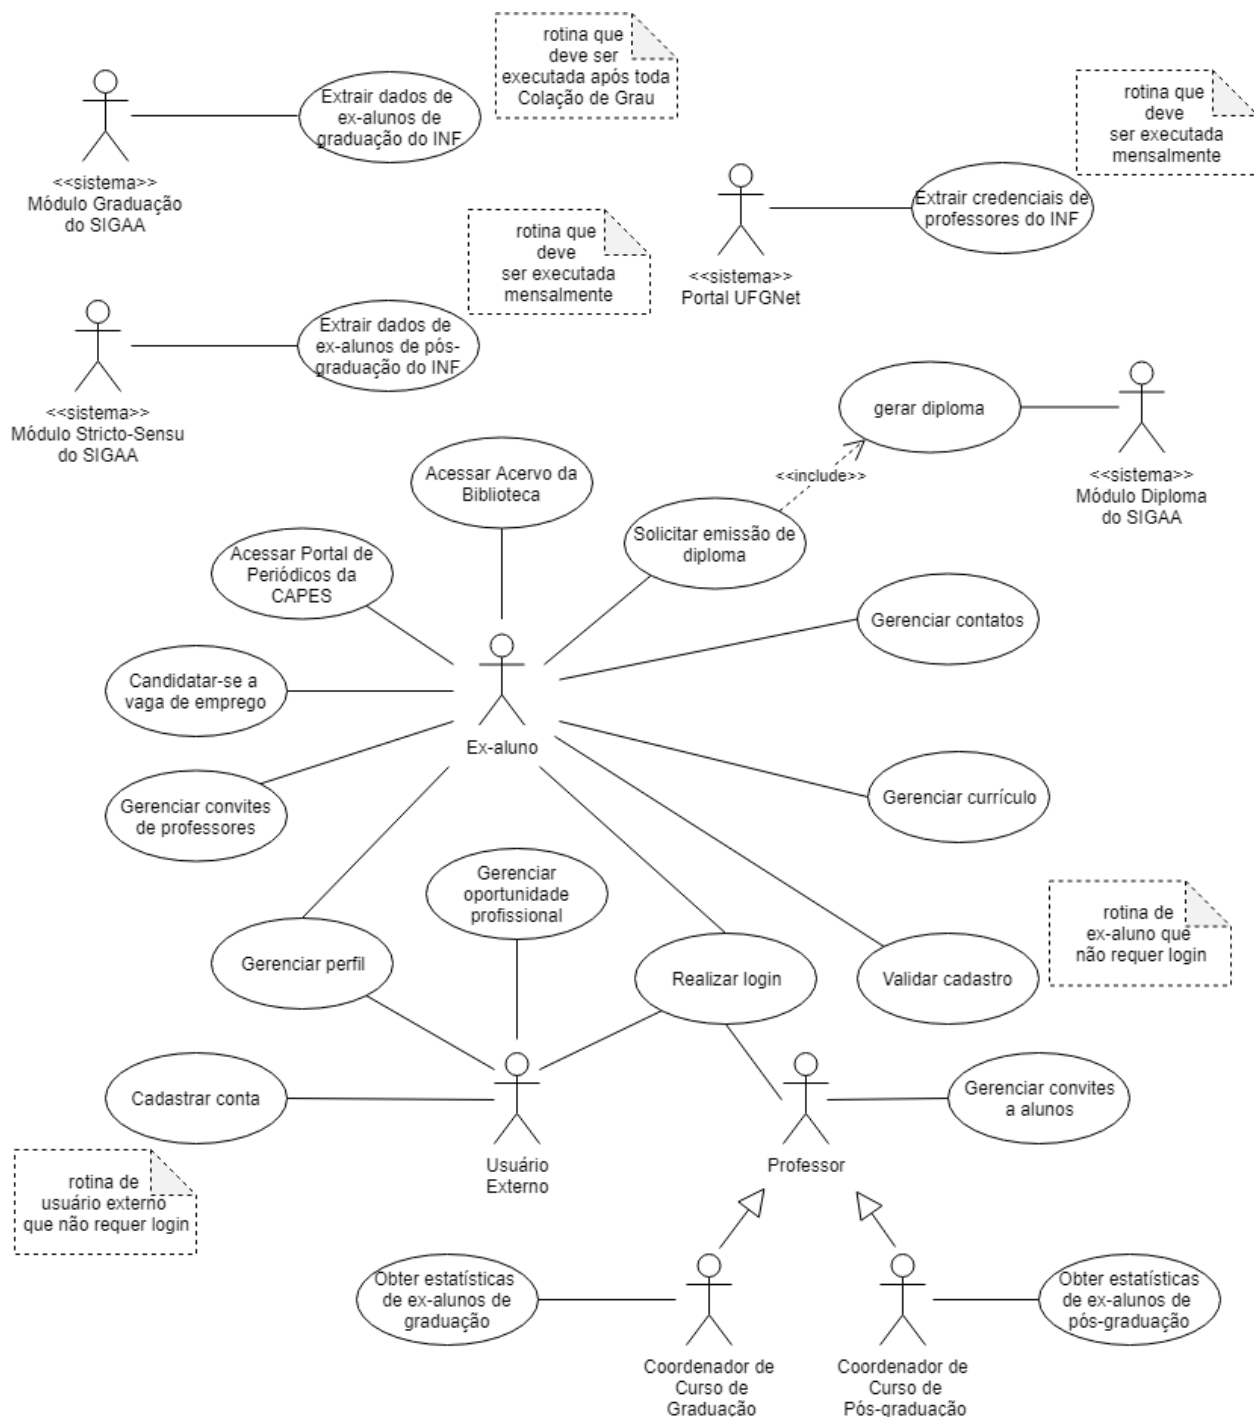 rotina que
deve ser
executada após toda
Colação de Grau
Extrair dados de
ex-alunos de
graduação do INF
<<sistema>>
Módulo Graduação
do SIGAA
rotina que
deve
ser executada
mensalmente
Extrair credenciais de
professores do INF
<<sistema>>
Portal UFGNet
rotina que
deve
ser executada
mensalmente
Extrair dados de
ex-alunos de pós-
graduação do INF
<<sistema>>
Módulo Stricto-Sensu
do SIGAA
gerar diploma
<<sistema>>
Módulo Diploma
do SIGAA
<<include>>
Acessar Acervo da
Biblioteca
Solicitar emissão de
diploma
Acessar Portal de
Periódicos da
CAPES
Gerenciar contatos
Candidatar-se a
vaga de emprego
Ex-aluno
Gerenciar convites
de professores
Gerenciar currículo
Gerenciar
oportunidade
profissional
rotina de
ex-aluno que
não requer login
Gerenciar perfil
Realizar login
Validar cadastro
Cadastrar conta
Gerenciar convites
a alunos
Usuário
Externo
Professor
rotina de
usuário externo
que não requer login
Obter estatísticas
de ex-alunos de
graduação
Obter estatísticas
de ex-alunos de
pós-graduação
Coordenador de
Curso de
Graduação
Coordenador de
Curso de
Pós-graduação